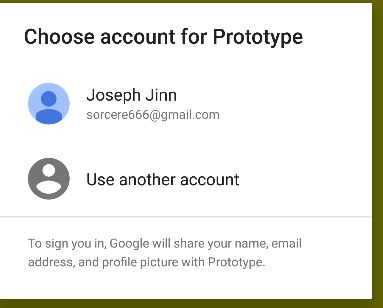 Choose account for Prototype
Joseph Jinn
sorcere666@gmail.com
Use another account
To sign you in, Google will share your name, email
address, and profile picture with Prototype.